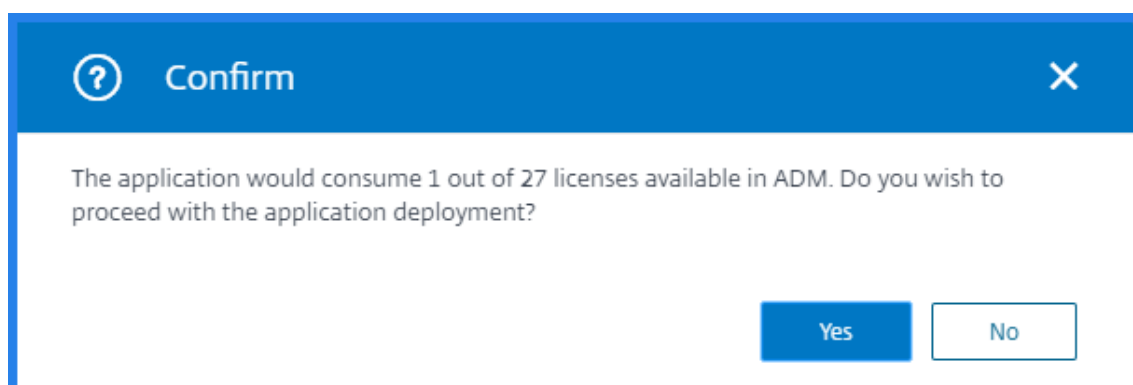 Confirm
The application would consume 1 out of 27 licenses available in ADM. Do you wish to
proceed with the application deployment?
Yes No